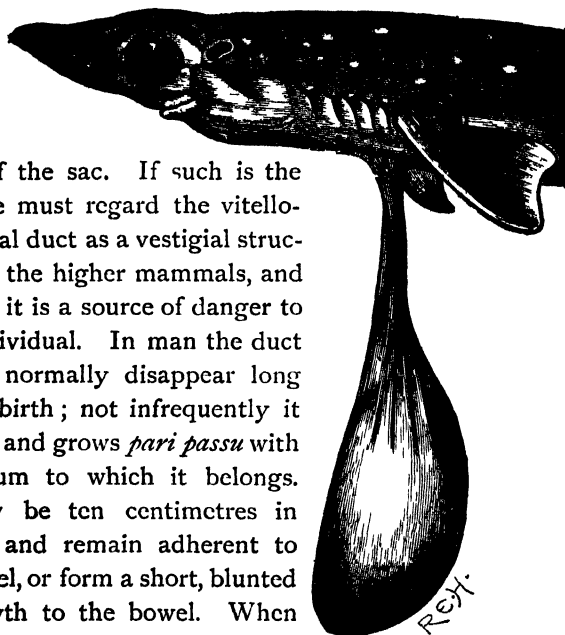 f the sac. If such is the
e must regard the vitello-
al duct as a vestigial struc-
the higher mammals, and
it is a source of danger to
ividual. In man the duct
normally disappear long
birth ; not infrequently it
and grows pari passu with
um to which it belongs.
be ten centimetres in
and remain adherent to
el, or form a short, blunted
th to the bowel. When
R.E.H.